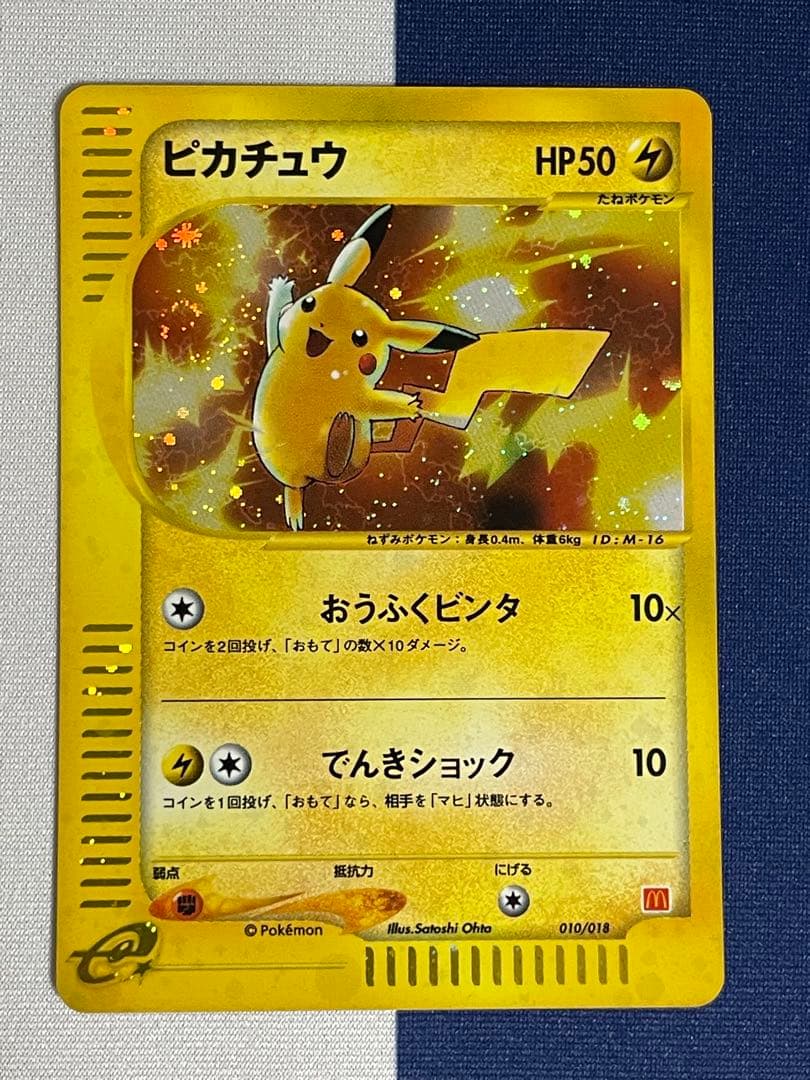 ピカチュウ HP50
たねポケモン
ねずみポケモン：身長0.4m、体重6kg ID:M-16
おうふくビンタ 10×
コインを2回投げ、「おもて」の数×10ダメージ。
でんきショック 10
コインを1回投げ、「おもて」なら、相手を「マヒ」状態にする。
弱点 抵抗力 にげる
©Pokémon Illus.Satoshi Ohta 010/018
e